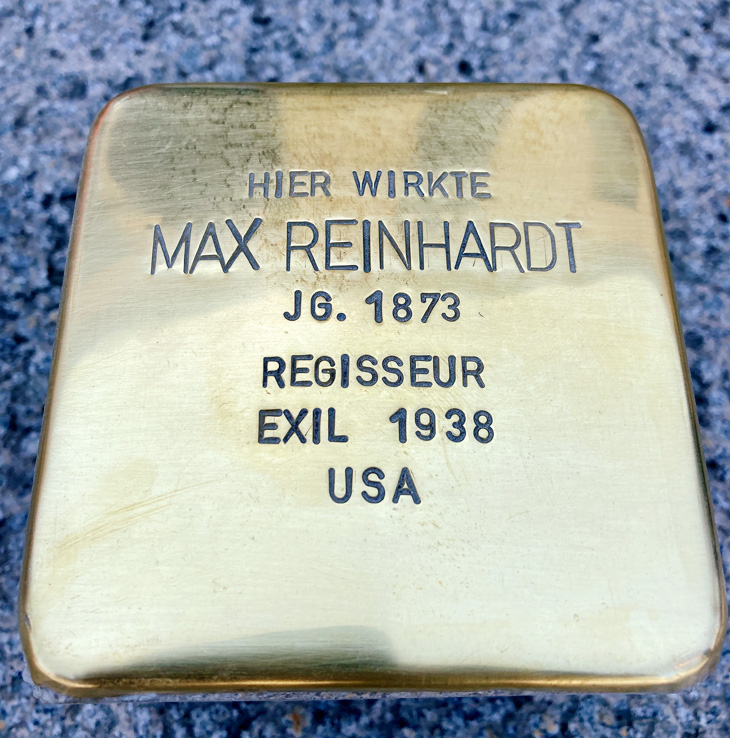 HIER WIRKTE
MAX REINHARDT
JG. 1873
REGISSEUR
EXIL 1938
USA